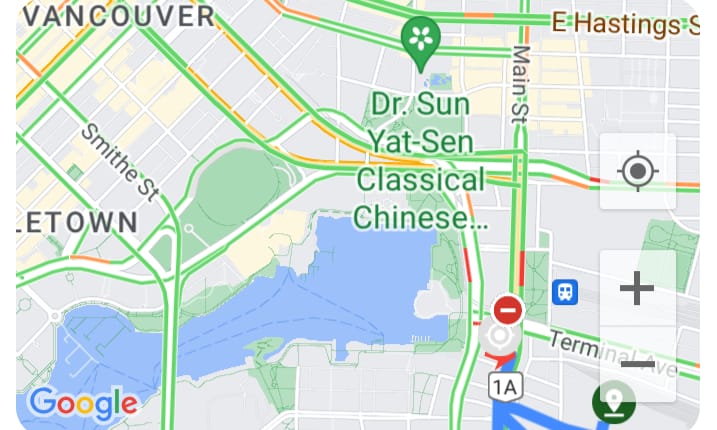 VANCOUVER
E Hastings S
Main St
Dr. Sun
Yat-Sen
Classical
Chinese...
Smithe St
LETOWN
Terminal Ave
1A
Google